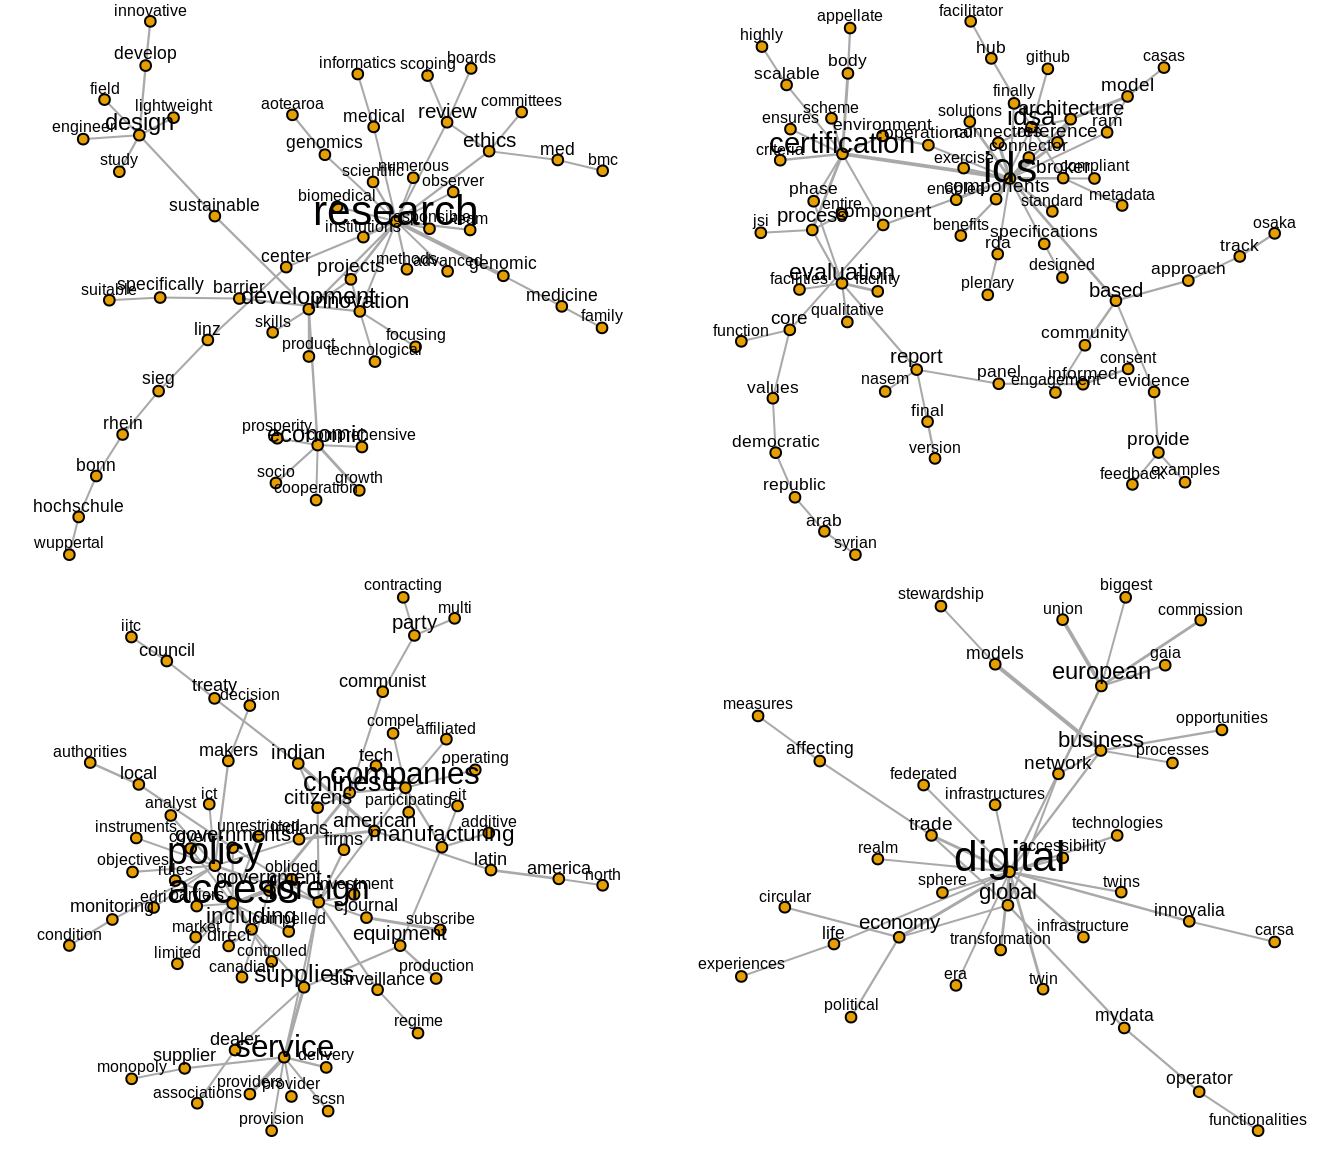 innovative
develop
field
lightweight
design
engineer
study
sustainable
informatics
scoping
boards
aotearoa
medical
review
committees
genomics
ethics
med
bmc
scientific
numerous
observer
biomedical
research
responsible
team
institutions
center
projects
methods
advanced
genomic
suitable
specifically
barrier
development
innovation
medicine
family
linz
skills
product
technological
focusing
sieg
rhein
prosperity
economic
comprehensive
bonn
socio
cooperation
growth
hochschule
wuppertal
appellate
facilitator
highly
hub
github
casas
body
scalable
finally
model
scheme
solutions
architecture
idsa
ram
ensures
environment
operational
connectors
reference
certification
connector
criteria
exercise
ids
broker
compliant
phase
enabled
components
metadata
entire
standard
process
component
jsi
benefits
specifications
osaka
rda
track
evaluation
designed
approach
facilities
facility
plenary
based
qualitative
core
function
community
report
consent
panel
informed
nasem
engagement
evidence
values
final
democratic
version
provide
feedback
examples
republic
arab
syrian
contracting
multi
party
iitc
council
treaty
communist
decision
compel
affiliated
authorities
makers
indian
tech
operating
local
companies
chinese
analyst
ict
citizens
participating
eit
instruments
unrestricted
indians
american
additive
governments
firms
manufacturing
objectives
policy
rules
obliged
latin
america
north
government
access
foreign
investment
edri
barriers
monitoring
ejournal
including
compelled
subscribe
condition
market
direct
equipment
limited
controlled
canadian
suppliers
surveillance
production
regime
dealer
service
delivery
supplier
monopoly
associations
providers
provider
scsn
provision
stewardship
biggest
union
commission
models
gaia
european
measures
opportunities
business
affecting
network
processes
federated
infrastructures
trade
technologies
realm
digital
accessibility
sphere
global
twins
circular
innovalia
economy
life
infrastructure
transformation
carsa
experiences
era
twin
political
mydata
operator
functionalities